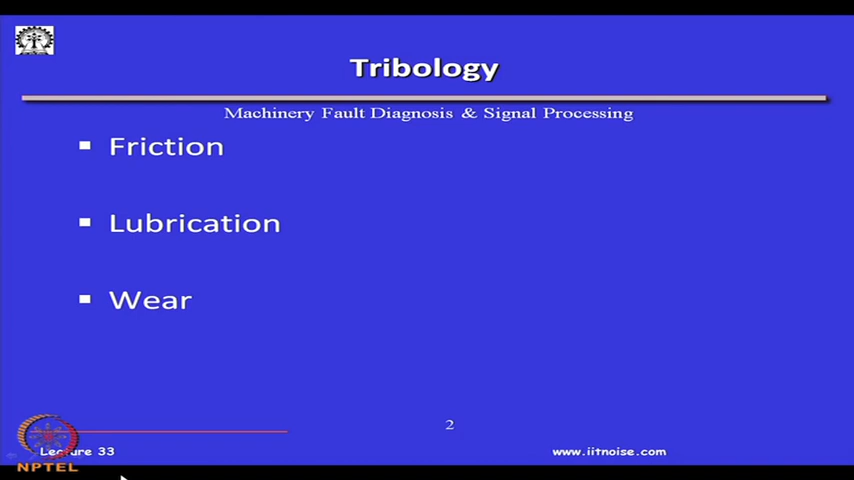 Tribology
Machinery Fault Diagnosis & Signal Processing
Friction
Lubrication
Wear
2
Lecture 33
www.iitnoise.com
NPTEL